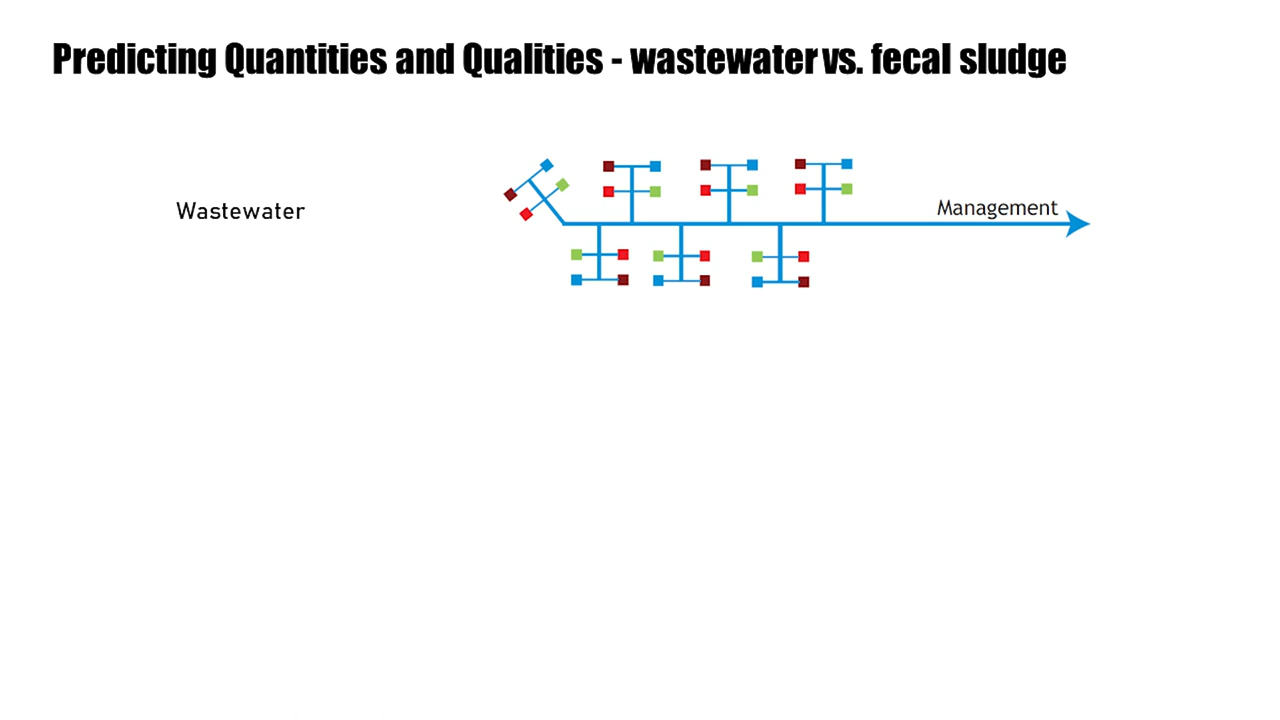 Predicting Quantities and Qualities - wastewater vs. fecal sludge
Wastewater
Management